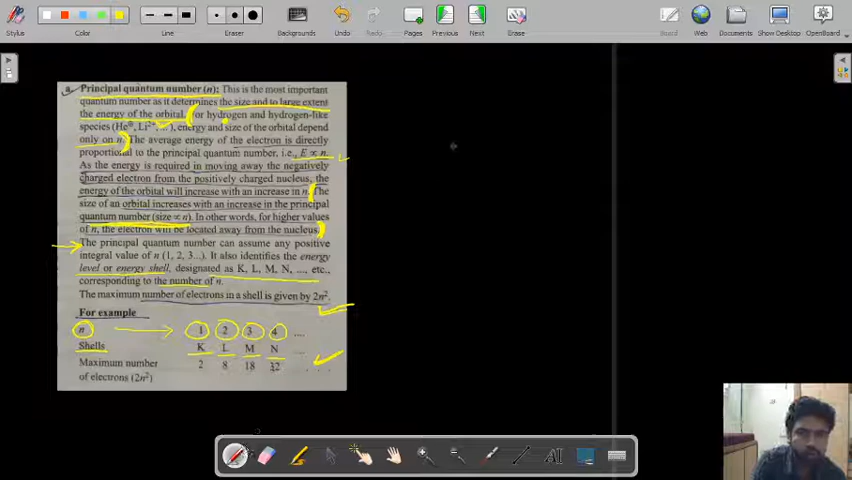 Stylus
Color
Line
Eraser
Backgrounds
Undo
Redo
Pages
Previous
Next
Erase
Board
Web
Documents
Show Desktop
OpenBoard
a. Principal quantum number (n): This is the most important
quantum number as it determines the size and to large extent
the energy of the orbital. For hydrogen and hydrogen-like
species (He⊕, Li2+, ...), energy and size of the orbital depend
only on n. The average energy of the electron is directly
proportional to the principal quantum number, i.e., E ∝ n.
As the energy is required in moving away the negatively
charged electron from the positively charged nucleus, the
energy of the orbital will increase with an increase in n. The
size of an orbital increases with an increase in the principal
quantum number (size ∝ n). In other words, for higher values
of n, the electron will be located away from the nucleus.
The principal quantum number can assume any positive
integral value of n (1, 2, 3...). It also identifies the energy
level or energy shell, designated as K, L, M, N, ..., etc.,
corresponding to the number of n.
The maximum number of electrons in a shell is given by 2n².
For example
n 1 2 3 4 ....
Shells K L M N ....
Maximum number 2 8 18 32 . . .
of electrons (2n²)